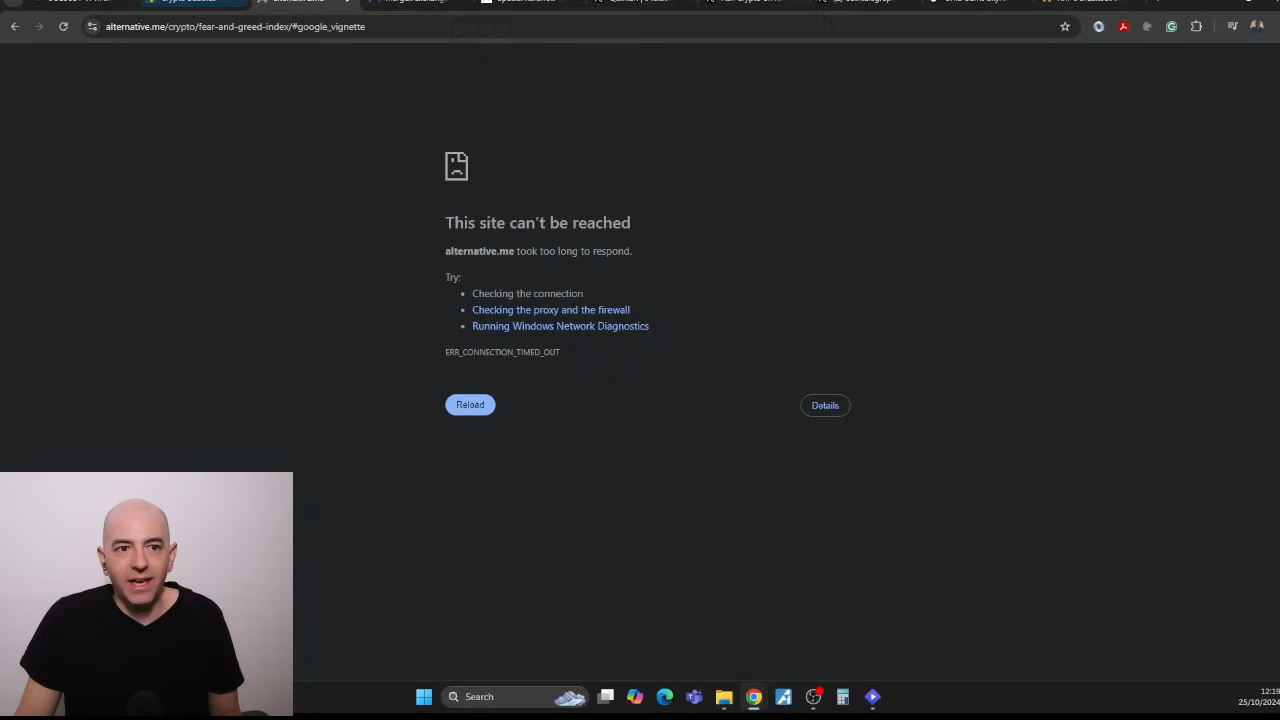 alternative.me/crypto/fear-and-greed-index/#google_vignette
This site can't be reached
alternative.me took too long to respond.
Try:
Checking the connection
Checking the proxy and the firewall
Running Windows Network Diagnostics
ERR_CONNECTION_TIMED_OUT
Reload
Details
Search
12:19
25/10/2024